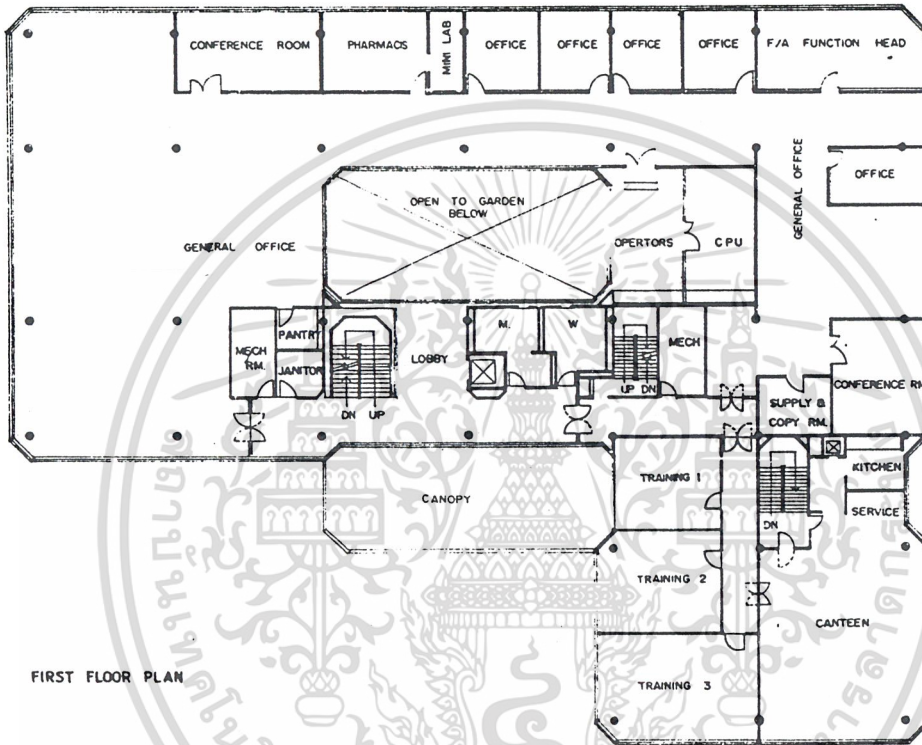 CONFERENCE ROOM
PHARMACS
MINI LAB
OFFICE
OFFICE
OFFICE
OFFICE
F/A FUNCTION HEAD
OPEN TO GARDEN
BELOW
GENERAL OFFICE
OFFICE
GENERAL OFFICE
OPERTORS
CPU
PANTRY
MECH
RM.
JANITOR
LOBBY
M.
W
MECH
DN UP
UP DN
CONFERENCE RM
SUPPLY &
COPY RM.
TRAINING 1
KITCHEN
CANOPY
SERVICE
DN
TRAINING 2
CANTEEN
FIRST FLOOR PLAN
TRAINING 3